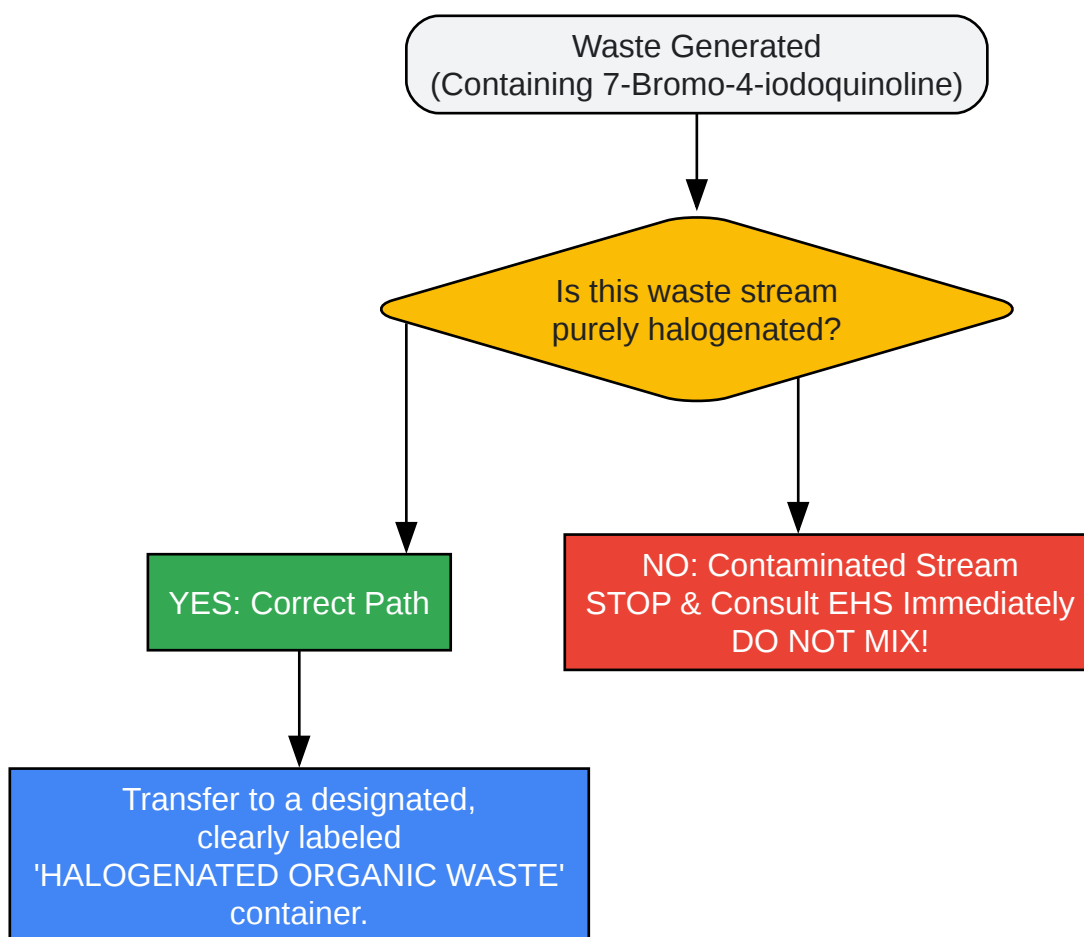 Waste Generated
(Containing 7-Bromo-4-iodoquinoline)
Is this waste stream
purely halogenated?
YES: Correct Path
NO: Contaminated Stream
STOP & Consult EHS Immediately
DO NOT MIX!
Transfer to a designated,
clearly labeled
'HALOGENATED ORGANIC WASTE'
container.